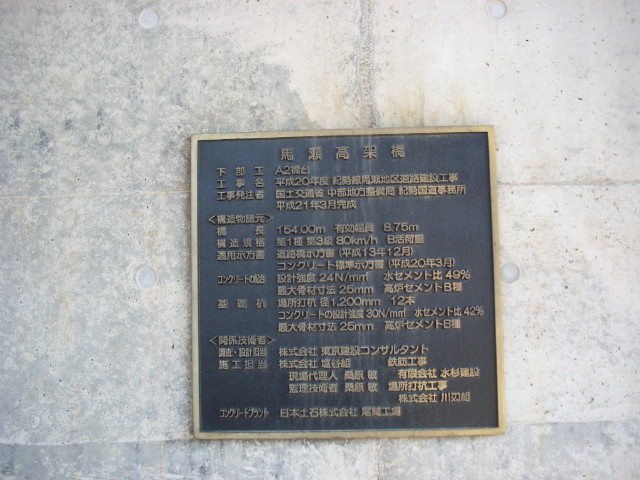 馬瀬高架橋
下部工 A2橋台
工事名 平成20年度 紀勢線馬瀬地区道路建設工事
工事発注者 国土交通省 中部地方整備局 紀勢国道事務所
平成21年3月完成
<構造物諸元>
橋長 154.00m 有効幅員 8.75m
構造規格 第1種 第3級 80km/h B活荷重
適用示方書 道路橋示方書 (平成13年12月)
コンクリート標準示方書 (平成20年3月)
コンクリートの配合 設計強度 24N/mm² 水セメント比 49%
最大骨材寸法 25mm 高炉セメントB種
基礎杭 場所打杭 径1,200mm 12本
コンクリートの設計強度 30N/mm² 水セメント比 42%
最大骨材寸法 25mm 高炉セメントB種
<関係技術者>
調査・設計担当 株式会社 東京建設コンサルタント
施工担当 株式会社 塩谷組 鉄筋工事
現場代理人 桑原 敏 有限会社 水杉建設
監理技術者 桑原 敏 場所打杭工事
株式会社 川辺組
コンクリートプラント 日本土石株式会社 尾鷲工場